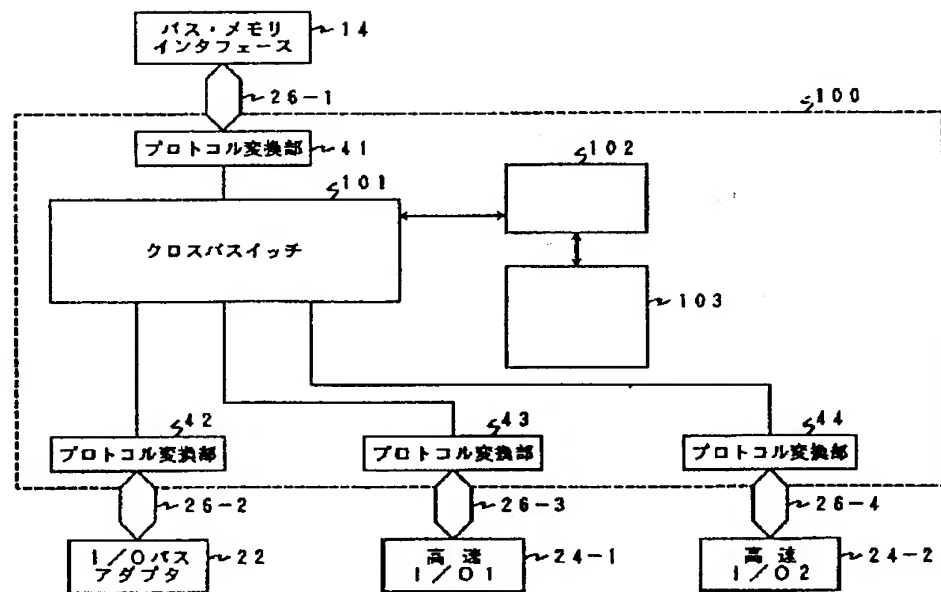 バス・メモリ
インタフェース
14
26-1
100
プロトコル変換部
41
101
102
クロスバスイッチ
103
42
43
44
プロトコル変換部
プロトコル変換部
プロトコル変換部
26-2
26-3
26-4
I/Oバス
アダプタ
22
高速
I/O1
24-1
高速
I/O2
24-2